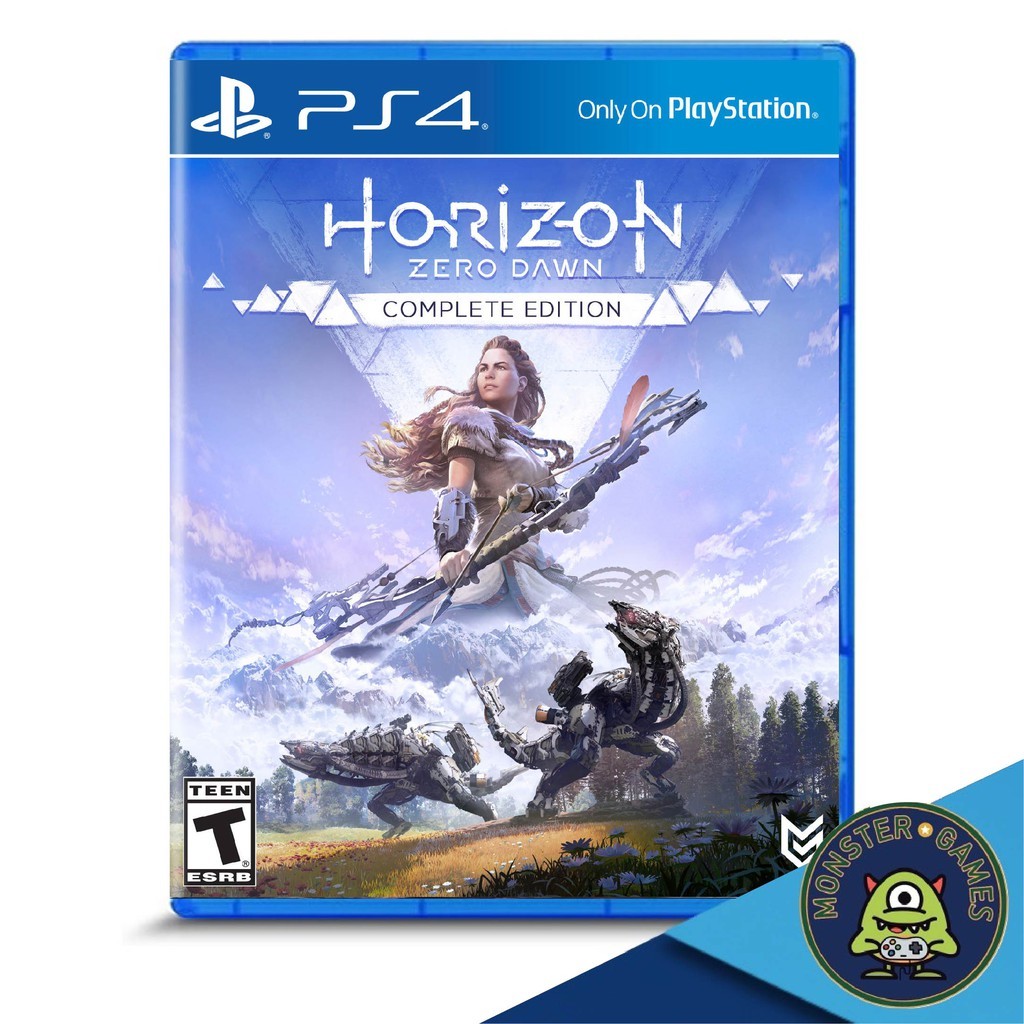 PS4
Only On PlayStation
HORIZON
ZERO DAWN
COMPLETE EDITION
TEEN
T
ESRB
MONSTER GAMES